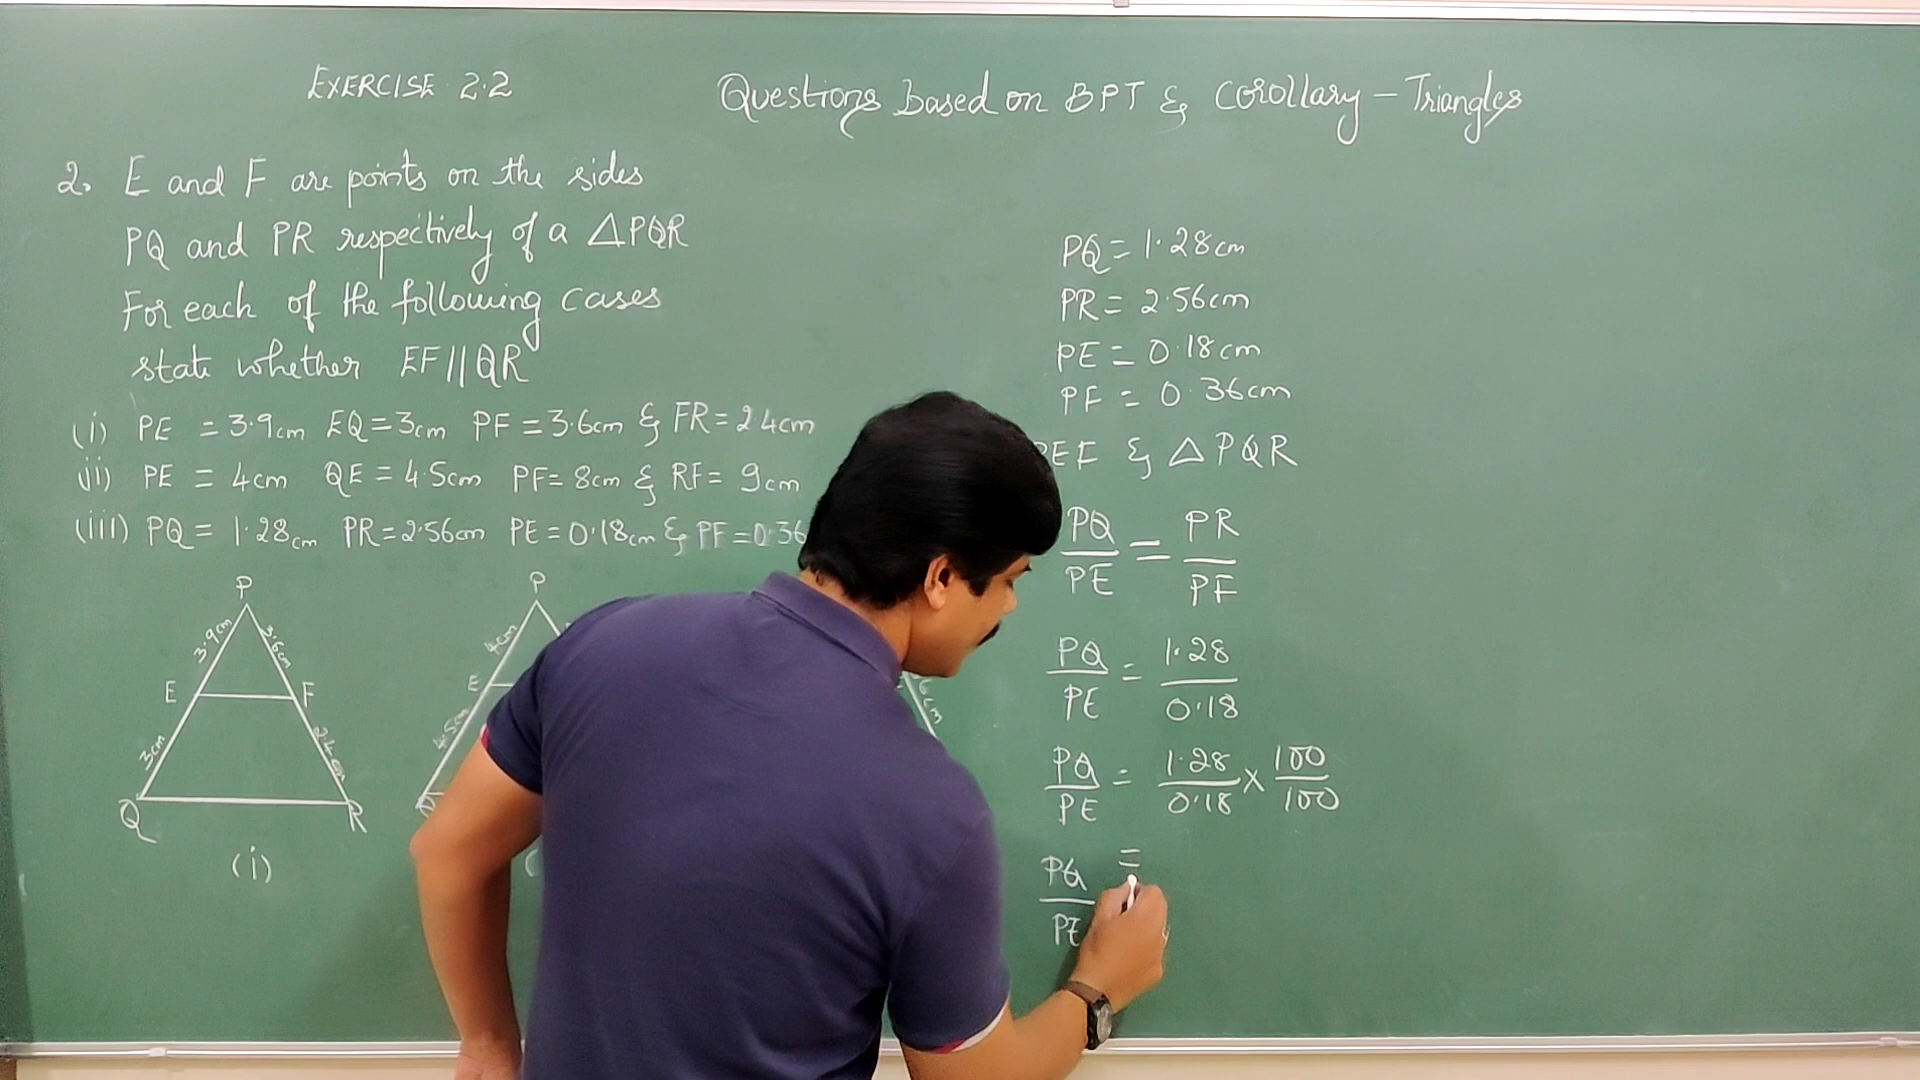 EXERCISE 2.2
Questions based on BPT & Corollary – Triangles
2. E and F are points on the sides
PQ and PR respectively of a △PQR
For each of the following cases
state whether EF || QR
(i) PE = 3.9cm EQ = 3cm PF = 3.6cm & FR = 2.4cm
(ii) PE = 4cm QE = 4.5cm PF = 8cm & RF = 9cm
(iii) PQ = 1.28cm PR = 2.56cm PE = 0.18cm & PF = 0.36
P
3.9cm 3.6cm
E F
3cm 2.4cm
Q R
(i)
P
4cm
E
4.5cm
PQ = 1.28cm
PR = 2.56cm
PE = 0.18cm
PF = 0.36cm
PEF & △PQR
PQ/PE = PR/PF
PQ/PE = 1.28/0.18
PQ/PE = 1.28/0.18 × 100/100
PQ/PE =